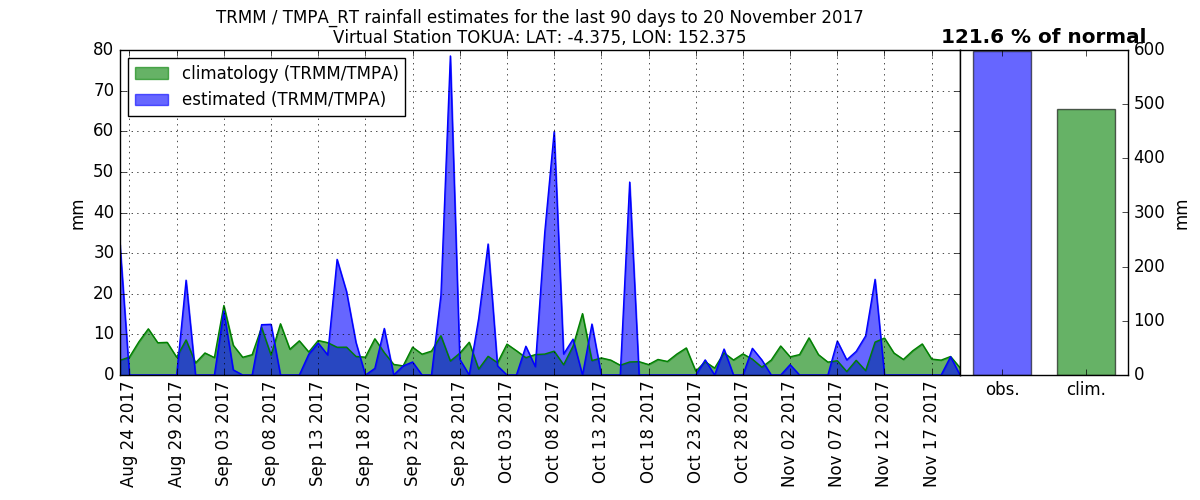 TRMM / TMPA_RT rainfall estimates for the last 90 days to 20 November 2017
Virtual Station TOKUA: LAT: -4.375, LON: 152.375
121.6 % of normal
climatology (TRMM/TMPA)
estimated (TRMM/TMPA)
80
70
60
50
40
30
20
10
0
mm
Aug 24 2017
Aug 29 2017
Sep 03 2017
Sep 08 2017
Sep 13 2017
Sep 18 2017
Sep 23 2017
Sep 28 2017
Oct 03 2017
Oct 08 2017
Oct 13 2017
Oct 18 2017
Oct 23 2017
Oct 28 2017
Nov 02 2017
Nov 07 2017
Nov 12 2017
Nov 17 2017
obs.
clim.
600
500
400
300
200
100
0
mm